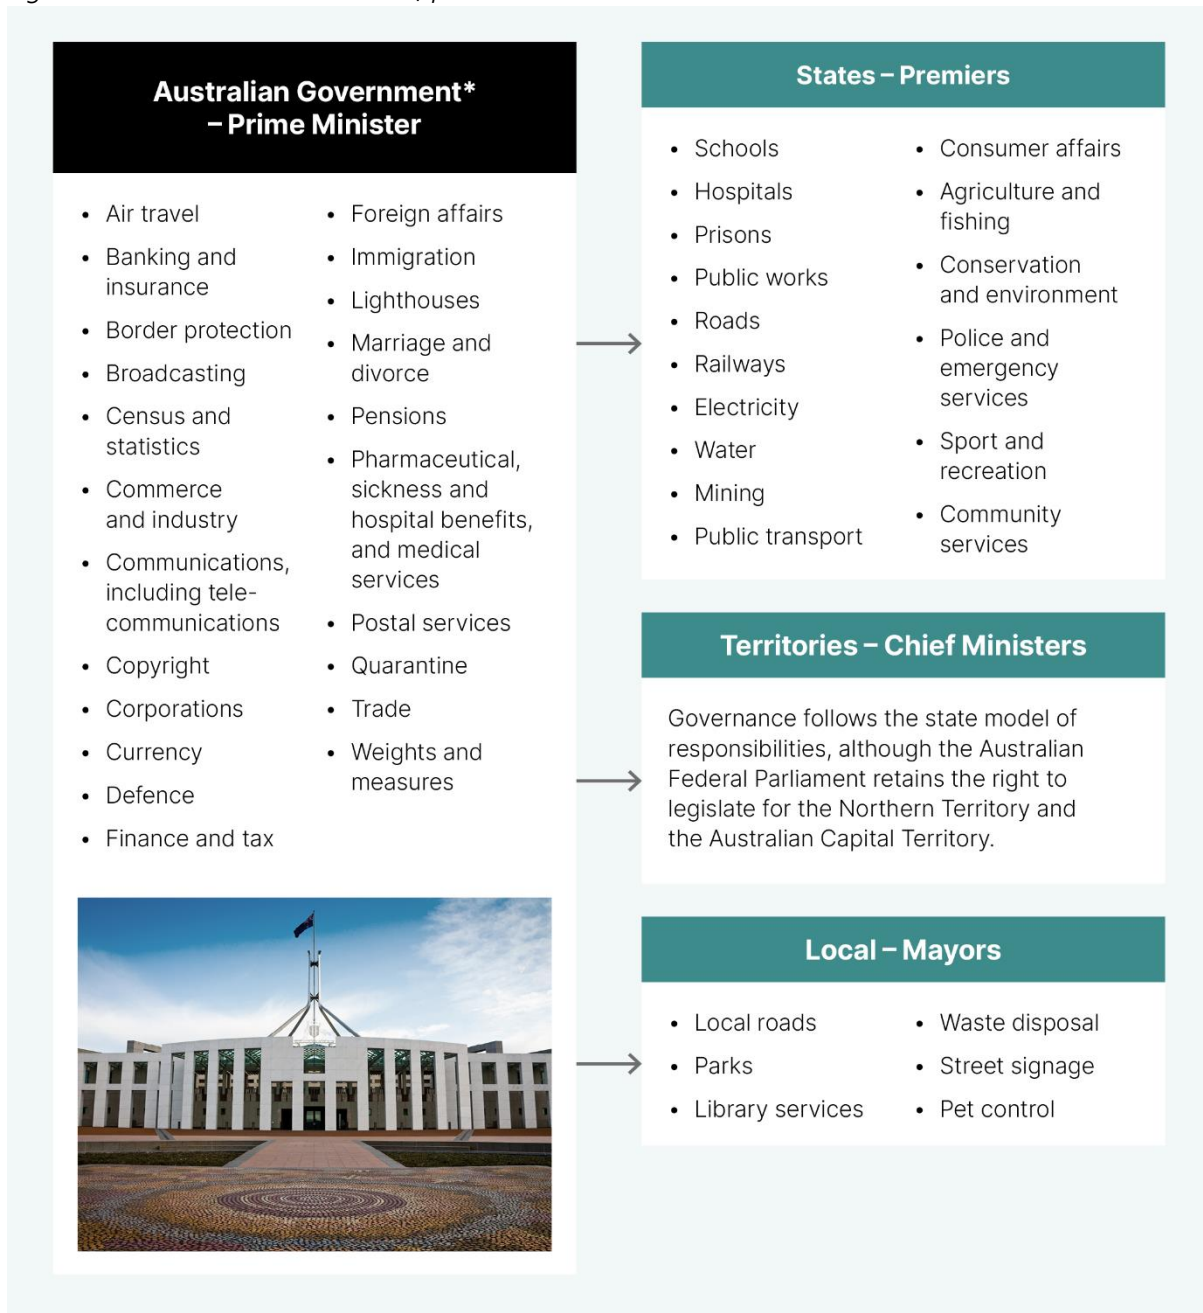 Australian Government*
– Prime Minister
• Air travel
• Banking and
insurance
• Border protection
• Broadcasting
• Census and
statistics
• Commerce
and industry
• Communications,
including tele-
communications
• Copyright
• Corporations
• Currency
• Defence
• Finance and tax
• Foreign affairs
• Immigration
• Lighthouses
• Marriage and
divorce
• Pensions
• Pharmaceutical,
sickness and
hospital benefits,
and medical
services
• Postal services
• Quarantine
• Trade
• Weights and
measures
States – Premiers
• Schools
• Hospitals
• Prisons
• Public works
• Roads
• Railways
• Electricity
• Water
• Mining
• Public transport
• Consumer affairs
• Agriculture and
fishing
• Conservation
and environment
• Police and
emergency
services
• Sport and
recreation
• Community
services
Territories – Chief Ministers
Governance follows the state model of
responsibilities, although the Australian
Federal Parliament retains the right to
legislate for the Northern Territory and
the Australian Capital Territory.
Local – Mayors
• Local roads
• Parks
• Library services
• Waste disposal
• Street signage
• Pet control